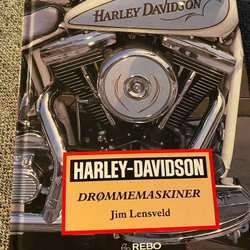 HARLEY DAVIDSON
HARLEY-DAVIDSON
DRØMMEMASKINER
Jim Lensveld
REBO